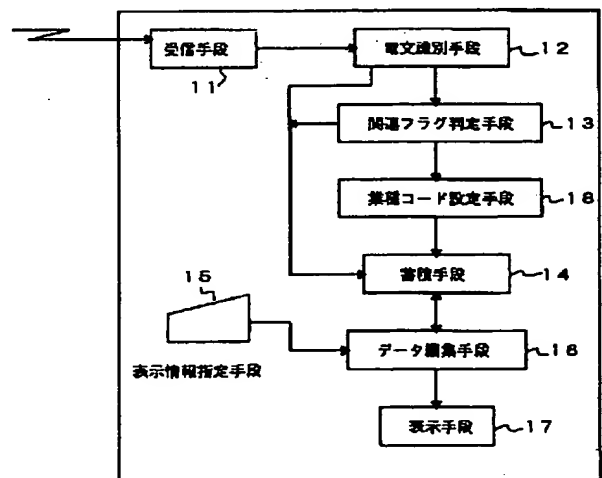 受信手段
11
電文識別手段
12
関連フラグ判定手段
13
業種コード設定手段
18
蓄積手段
14
15
表示情報指定手段
データ編集手段
16
表示手段
17